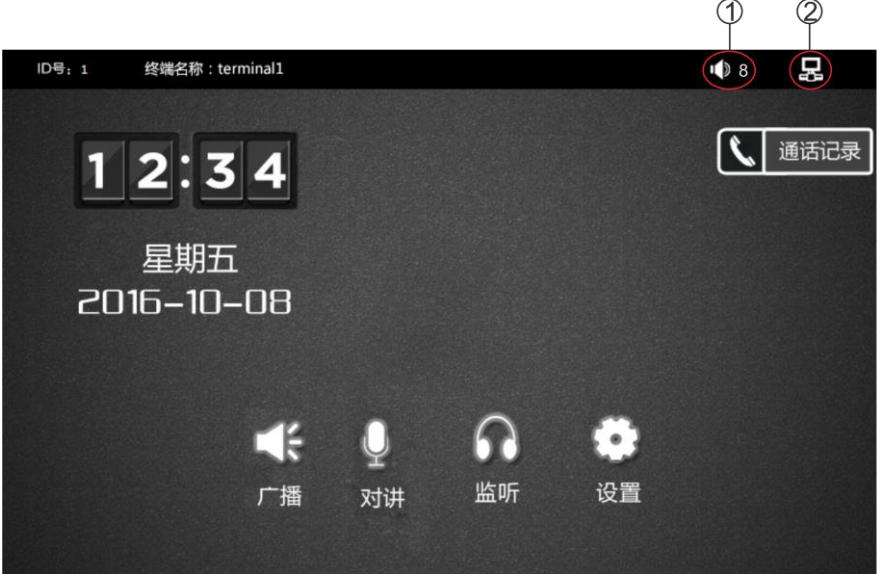 ① ②
ID号：1 终端名称：terminal1 8
12:34
通话记录
星期五
2016-10-08
广播 对讲 监听 设置